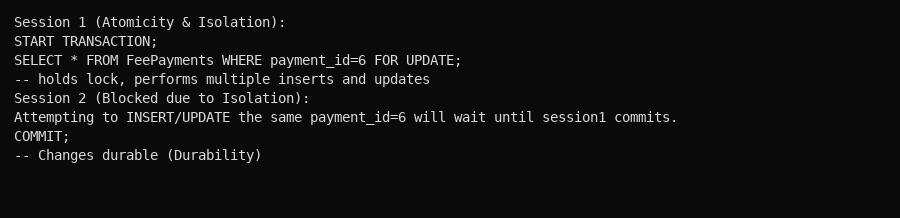 Session 1 (Atomicity & Isolation):
START TRANSACTION;
SELECT * FROM FeePayments WHERE payment_id=6 FOR UPDATE;
-- holds lock, performs multiple inserts and updates
Session 2 (Blocked due to Isolation):
Attempting to INSERT/UPDATE the same payment_id=6 will wait until session1 commits.
COMMIT;
-- Changes durable (Durability)